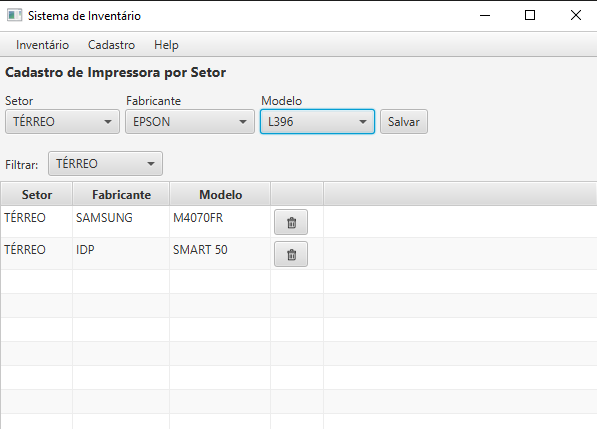 Sistema de Inventário
Inventário Cadastro Help
Cadastro de Impressora por Setor
Setor Fabricante Modelo
TÉRREO EPSON L396 Salvar
Filtrar: TÉRREO
Setor Fabricante Modelo
TÉRREO SAMSUNG M4070FR
TÉRREO IDP SMART 50